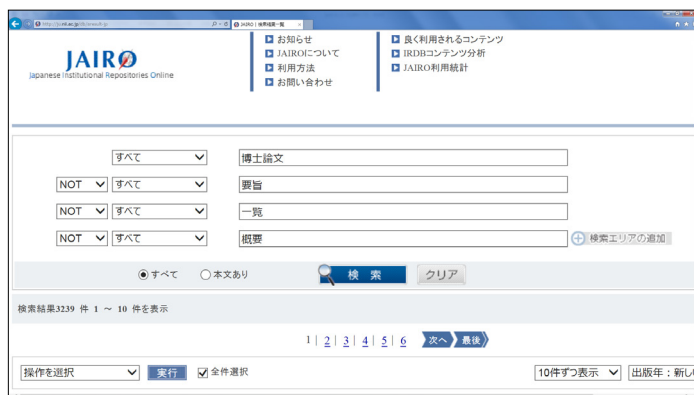 JAIRO | 検索結果一覧
お知らせ
JAIROについて
利用方法
お問い合わせ
良く利用されるコンテンツ
IRDBコンテンツ分析
JAIRO利用統計
JAIRO
Japanese Institutional Repositories Online
すべて 博士論文
NOT すべて 要旨
NOT すべて 一覧
NOT すべて 概要 検索エリアの追加
すべて 本文あり 検索 クリア
検索結果3239 件 1 ~ 10 件を表示
1| 2| 3| 4| 5| 6 次へ 最後
操作を選択 実行 全件選択 10件ずつ表示 出版年：新し